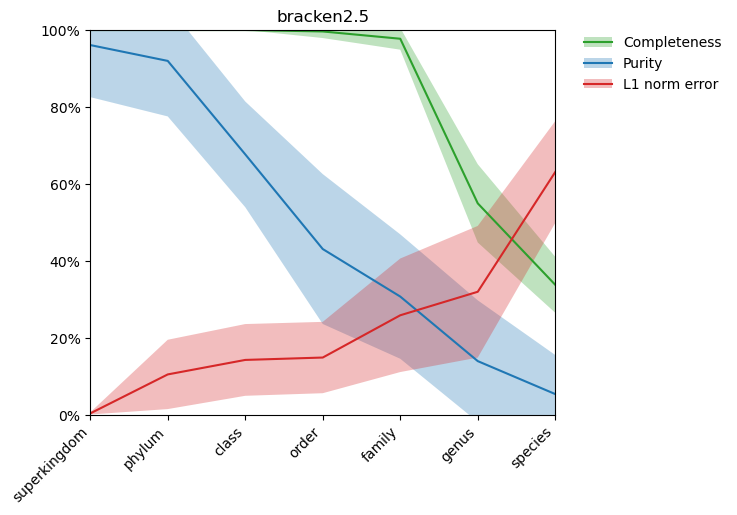 bracken2.5
100%
80%
60%
40%
20%
0%
superkingdom
phylum
class
order
family
genus
species
Completeness
Purity
L1 norm error